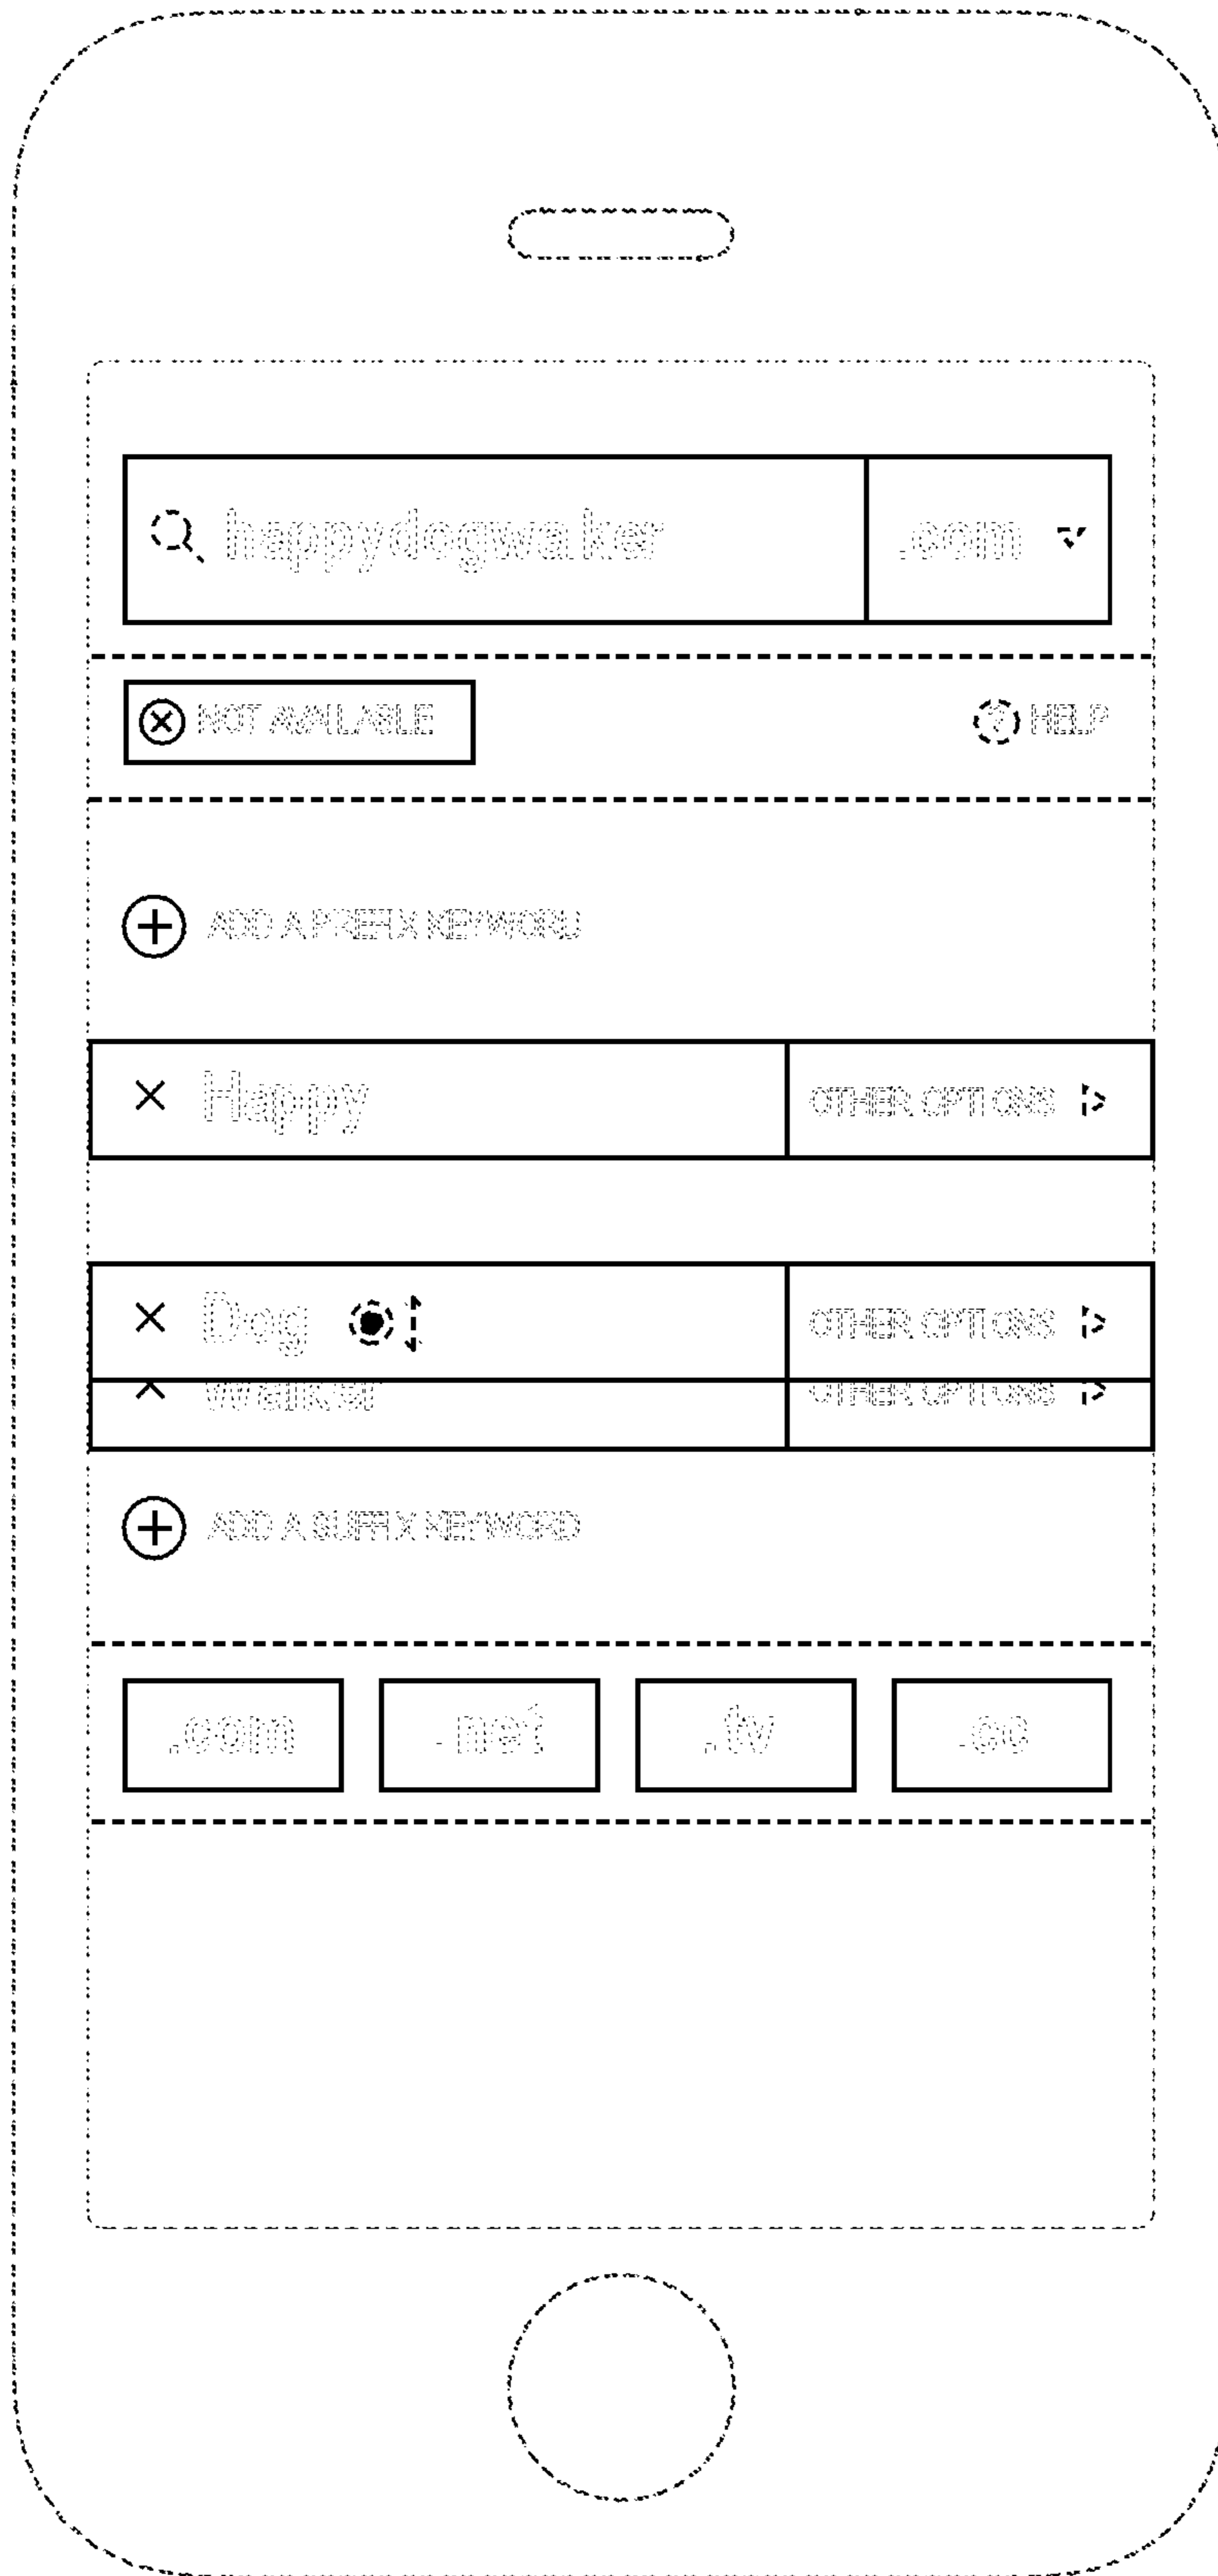 happydogwalker .com
NOT AVAILABLE ? HELP
ADD A PREFIX KEYWORD
Happy OTHER OPTIONS
Dog OTHER OPTIONS
Walker OTHER OPTIONS
ADD A SUFFIX KEYWORD
.com .net .tv .cc